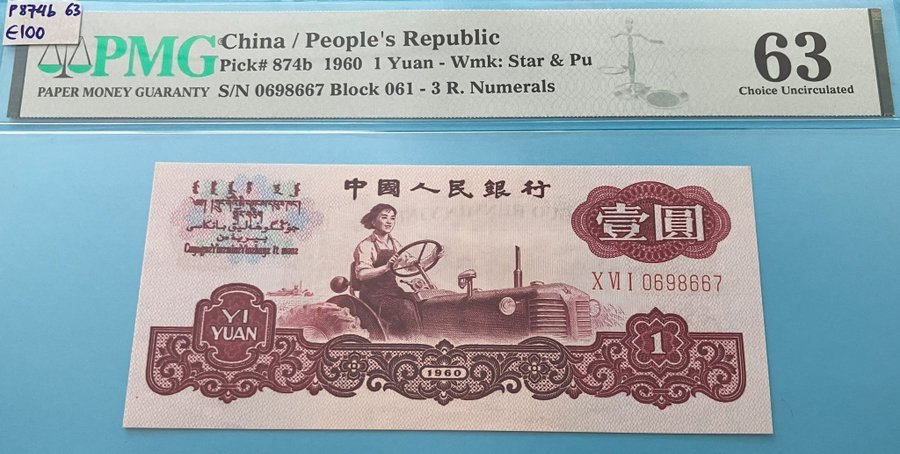 P874b 63
€100
PMG
PAPER MONEY GUARANTY
China / People's Republic
Pick# 874b 1960 1 Yuan - Wmk: Star & Pu
S/N 0698667 Block 061 - 3 R. Numerals
63
Choice Uncirculated
中國人民銀行
壹圓
X VII 0698667
YI
YUAN
1960
1